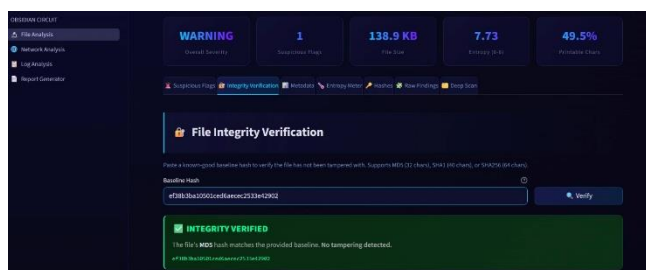 OBSIDIAN CIRCUIT
File Analysis
Network Analysis
Log Analysis
Report Generator
WARNING
Overall Severity
1
Suspicious Flags
138.9 KB
File Size
7.73
Entropy (0-8)
49.5%
Printable Chars
Suspicious Flags Integrity Verification Metadata Entropy Meter Hashes Raw Findings Deep Scan
File Integrity Verification
Paste a known-good baseline hash to verify the file has not been tampered with. Supports MD5 (32 chars), SHA1 (40 chars), or SHA256 (64 chars)
Baseline Hash
ef38b3ba10501ced6aecec2533e42902
Verify
INTEGRITY VERIFIED
The file's MD5 hash matches the provided baseline. No tampering detected.
ef38b3ba10501ced6aecec2533e42902